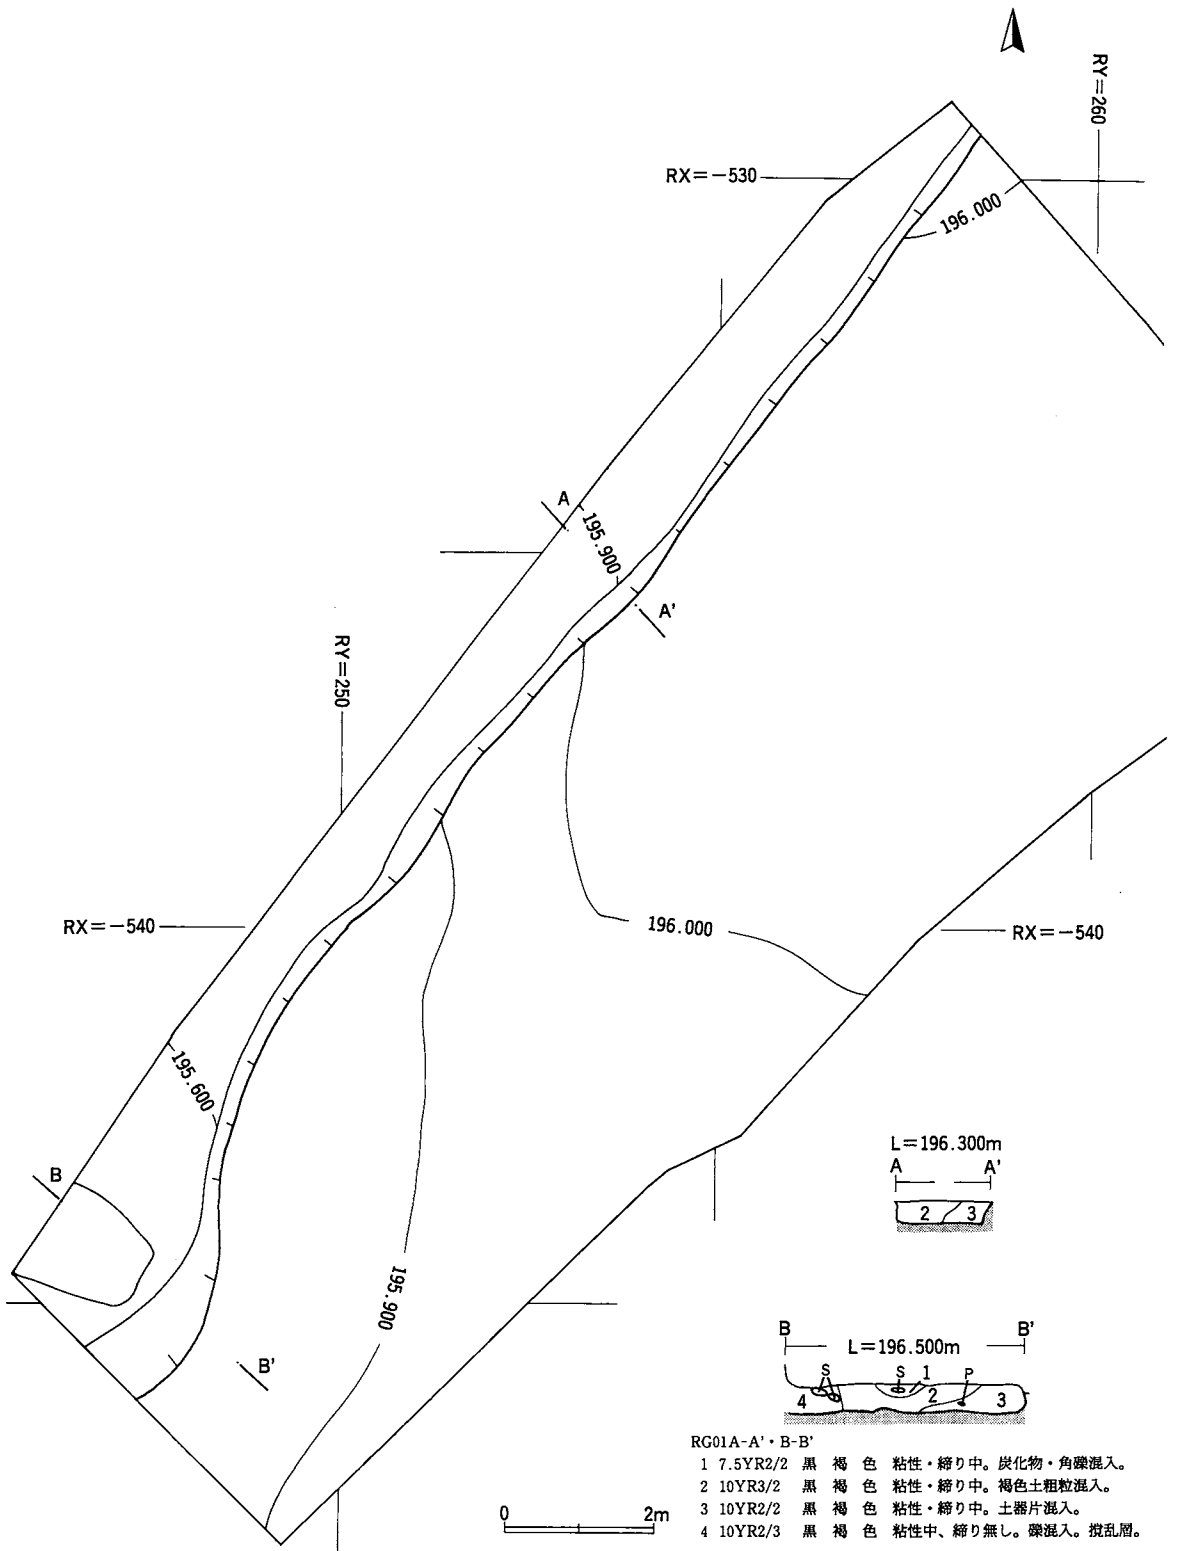 RY=260
RX=-530
196.000
A
195.900
A'
RY=250
RX=-540
196.000
RX=-540
195.600
B
195.900
B'
L=196.300m
A A'
2 3
B B'
L=196.500m
S S 1 P
4 2 3
RG01A-A'・B-B'
1 7.5YR2/2 黒褐色 粘性・締り中。炭化物・角礫混入。
2 10YR3/2 黒褐色 粘性・締り中。褐色土粗粒混入。
3 10YR2/2 黒褐色 粘性・締り中。土器片混入。
4 10YR2/3 黒褐色 粘性中、締り無し。礫混入。撹乱層。
0 2m